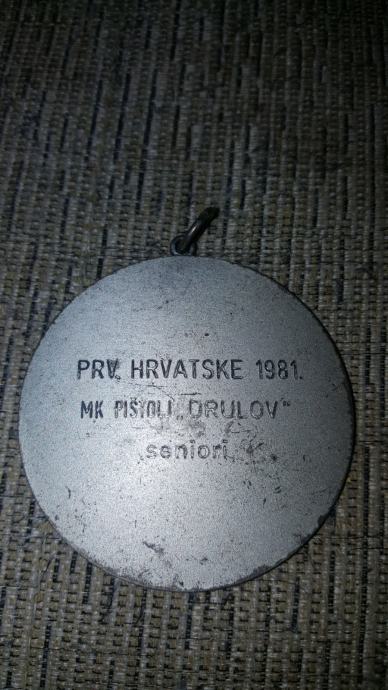 PRV. HRVATSKE 1981.
MK PIŠTOLJ „DRULOV“
seniori